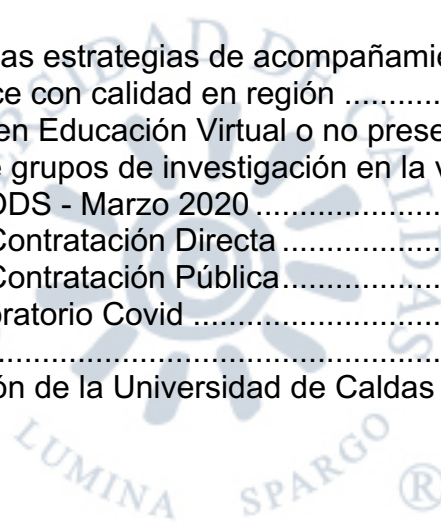 as estrategias de acompañamie
ce con calidad en región ..............
en Educación Virtual o no prese
e grupos de investigación en la v
ODS - Marzo 2020 .....................
Contratación Directa ..................
Contratación Pública..................
oratorio Covid ............................
................................................
ón de la Universidad de Caldas
LUMINA SPARGO ®